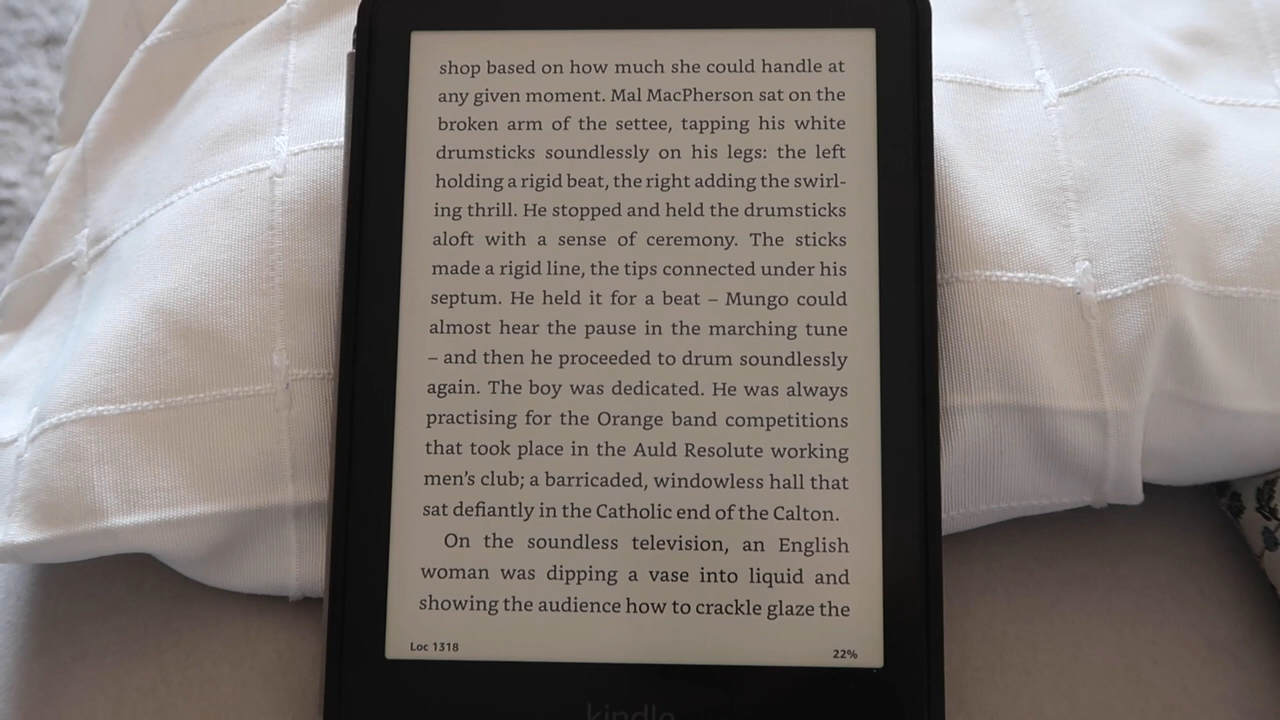 shop based on how much she could handle at
any given moment. Mal MacPherson sat on the
broken arm of the settee, tapping his white
drumsticks soundlessly on his legs: the left
holding a rigid beat, the right adding the swirl-
ing thrill. He stopped and held the drumsticks
aloft with a sense of ceremony. The sticks
made a rigid line, the tips connected under his
septum. He held it for a beat – Mungo could
almost hear the pause in the marching tune
– and then he proceeded to drum soundlessly
again. The boy was dedicated. He was always
practising for the Orange band competitions
that took place in the Auld Resolute working
men’s club; a barricaded, windowless hall that
sat defiantly in the Catholic end of the Calton.
On the soundless television, an English
woman was dipping a vase into liquid and
showing the audience how to crackle glaze the
Loc 1318
22%
kindle